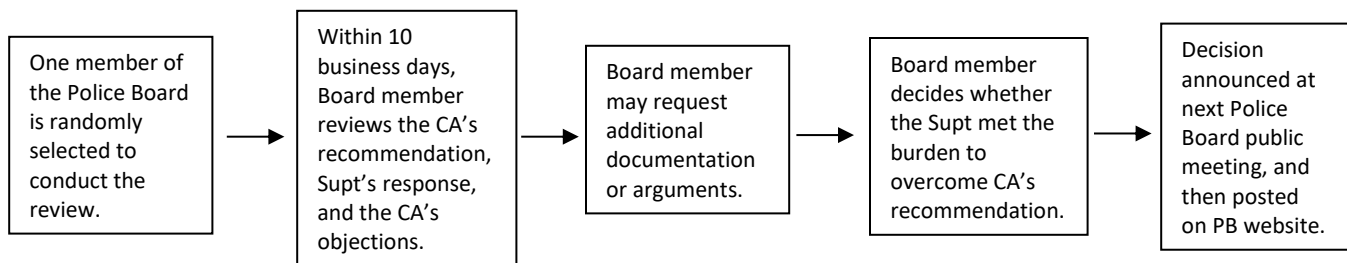 One member of
the Police Board
is randomly
selected to
conduct the
review.
Within 10
business days,
Board member
reviews the CA’s
recommendation,
Supt’s response,
and the CA’s
objections.
Board member
may request
additional
documentation
or arguments.
Board member
decides whether
the Supt met the
burden to
overcome CA’s
recommendation.
Decision
announced at
next Police
Board public
meeting, and
then posted
on PB website.